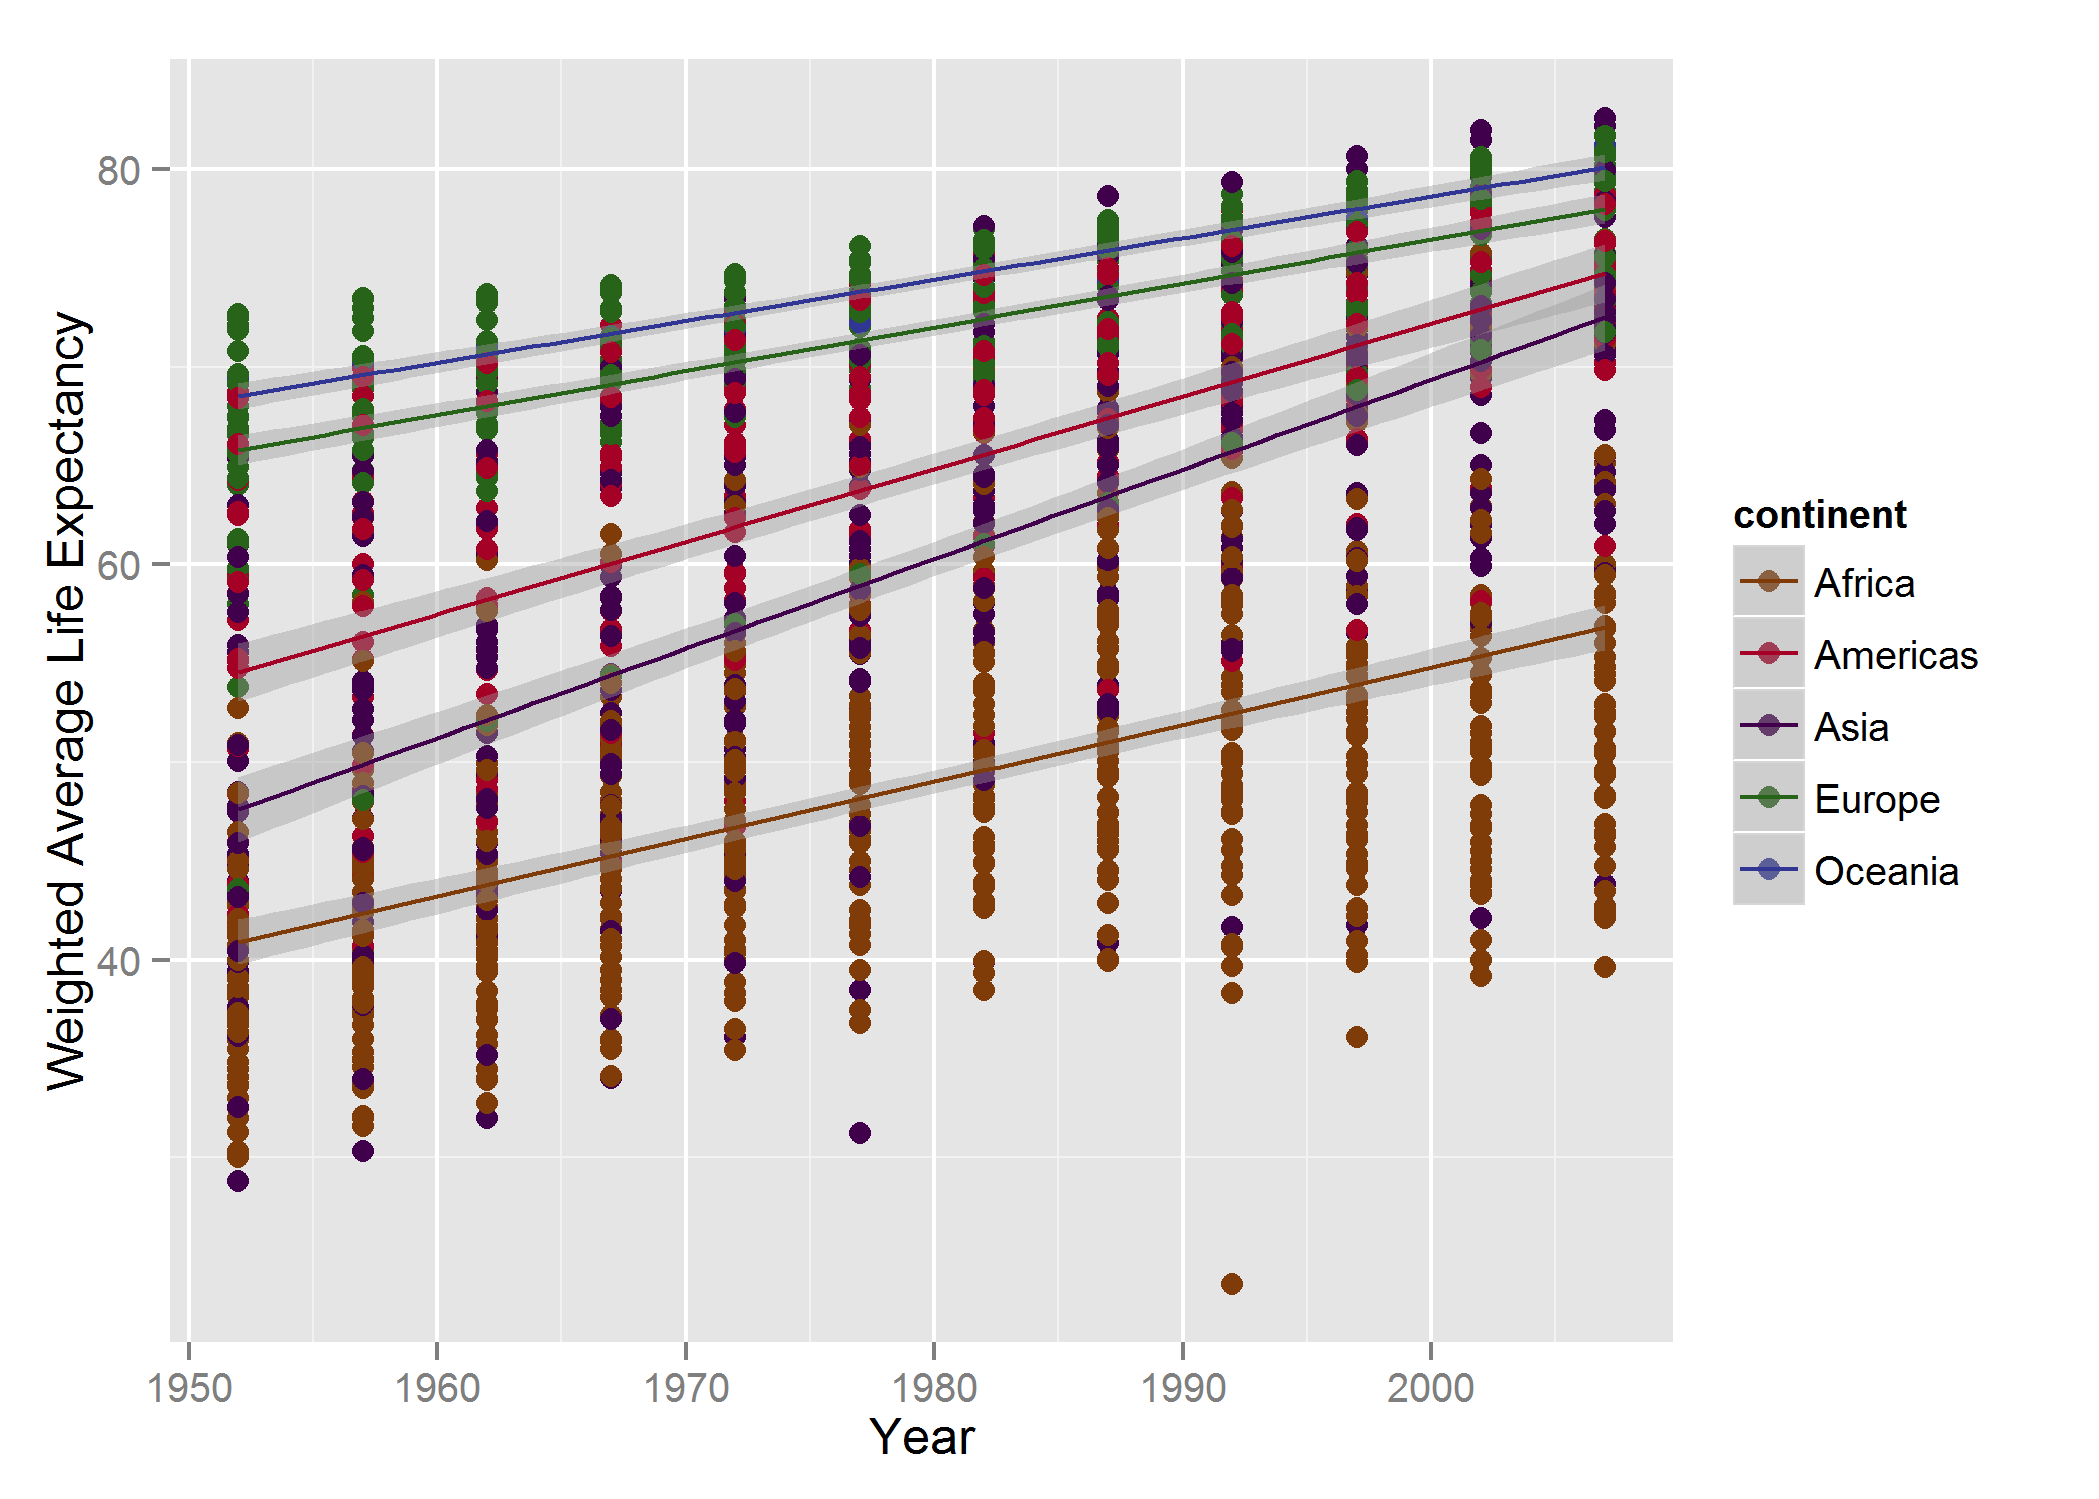 Weighted Average Life Expectancy
80
60
40
1950
1960
1970
1980
1990
2000
Year
continent
Africa
Americas
Asia
Europe
Oceania